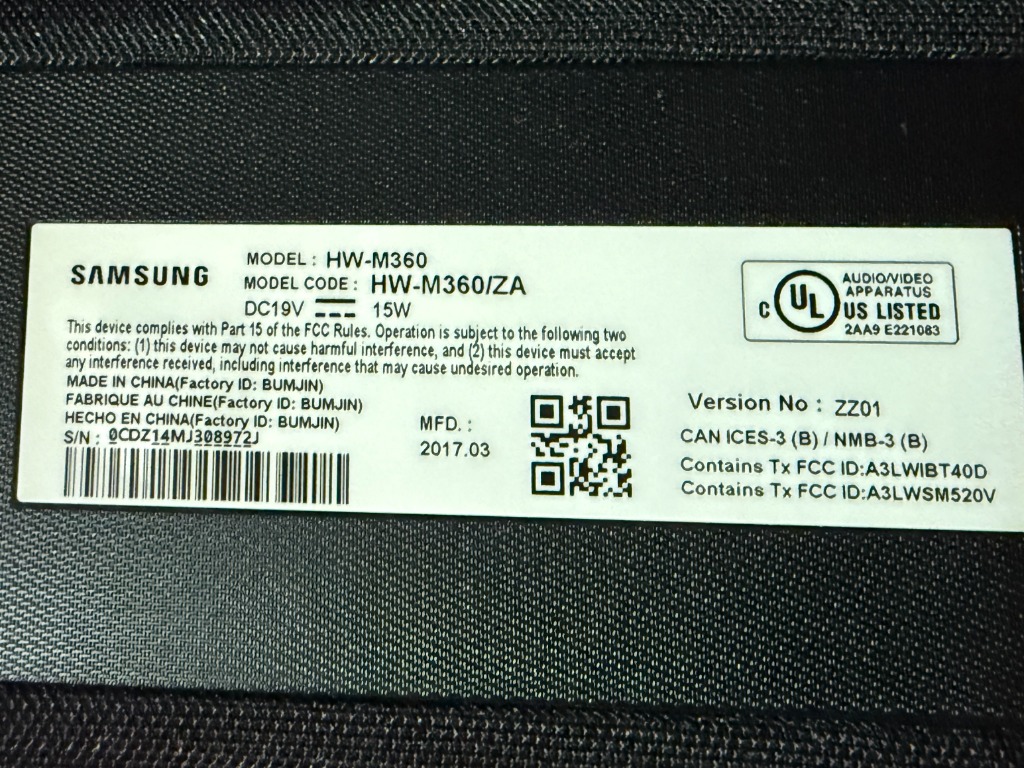 SAMSUNG
MODEL : HW-M360
MODEL CODE : HW-M360/ZA
DC19V 15W
This device complies with Part 15 of the FCC Rules. Operation is subject to the following two
conditions: (1) this device may not cause harmful interference, and (2) this device must accept
any interference received, including interference that may cause undesired operation.
MADE IN CHINA(Factory ID: BUMJIN)
FABRIQUE AU CHINE(Factory ID: BUMJIN)
HECHO EN CHINA(Factory ID: BUMJIN)
S/N : 0CDZ14MJ308972J
MFD. :
2017.03
C UL
AUDIO/VIDEO
APPARATUS
US LISTED
2AA9 E221083
Version No : ZZ01
CAN ICES-3 (B) / NMB-3 (B)
Contains Tx FCC ID:A3LWIBT40D
Contains Tx FCC ID:A3LWSM520V